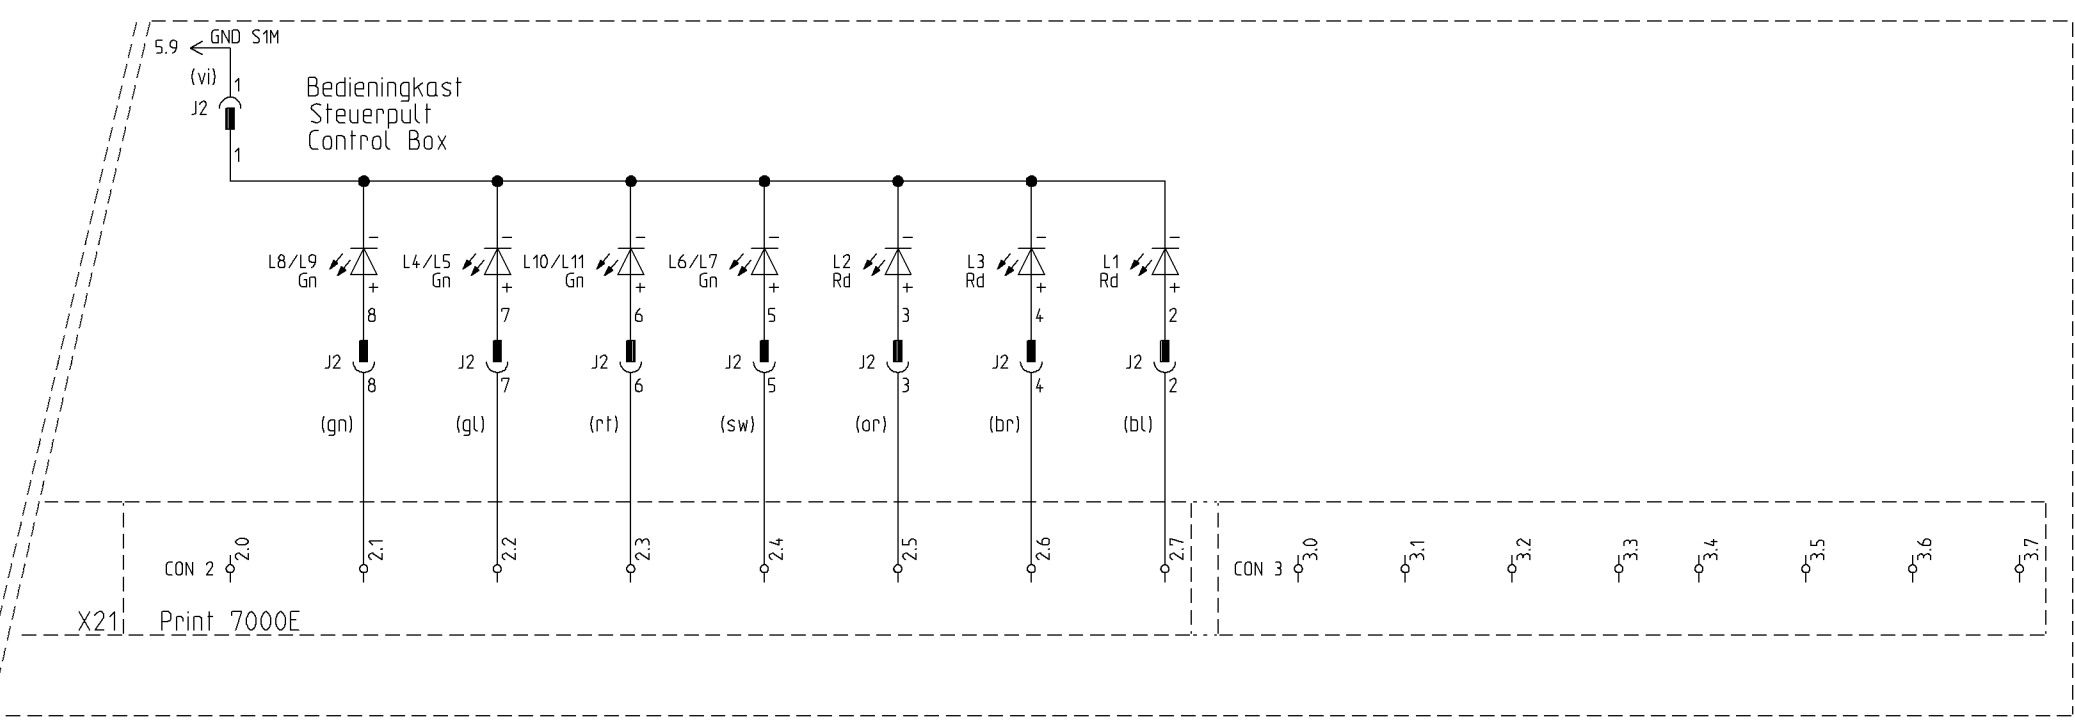 GND S1M
5.9
(vi)
1
J2
1
Bedieningkast
Steuerpult
Control Box
− − − − − − −
L8/L9 L4/L5 L10/L11 L6/L7 L2 L3 L1
Gn Gn Gn Gn Rd Rd Rd
+ + + + + + +
8 7 6 5 3 4 2
J2 J2 J2 J2 J2 J2 J2
8 7 6 5 3 4 2
(gn) (gl) (rt) (sw) (or) (br) (bl)
2.0 2.1 2.2 2.3 2.4 2.5 2.6 2.7 3.0 3.1 3.2 3.3 3.4 3.5 3.6 3.7
CON 2 CON 3
X21 Print 7000E